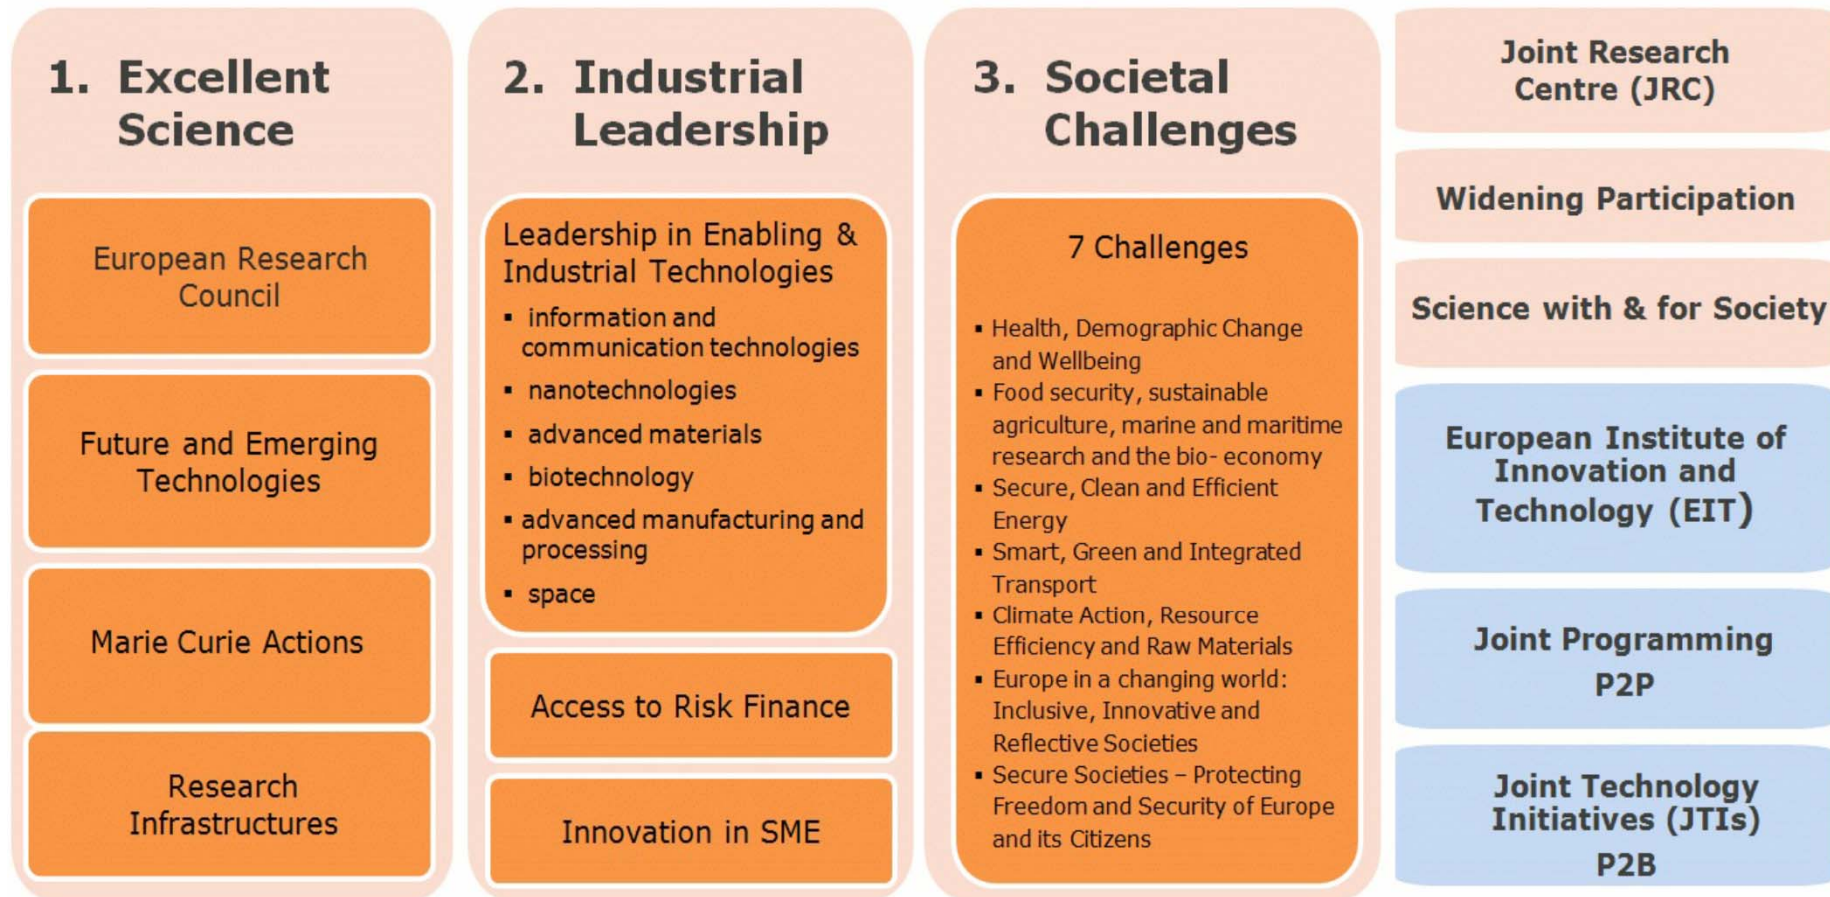 1. Excellent
Science
European Research
Council
Future and Emerging
Technologies
Marie Curie Actions
Research
Infrastructures
2. Industrial
Leadership
Leadership in Enabling &
Industrial Technologies
▪ information and
communication technologies
▪ nanotechnologies
▪ advanced materials
▪ biotechnology
▪ advanced manufacturing and
processing
▪ space
Access to Risk Finance
Innovation in SME
3. Societal
Challenges
7 Challenges
▪ Health, Demographic Change
and Wellbeing
▪ Food security, sustainable
agriculture, marine and maritime
research and the bio- economy
▪ Secure, Clean and Efficient
Energy
▪ Smart, Green and Integrated
Transport
▪ Climate Action, Resource
Efficiency and Raw Materials
▪ Europe in a changing world:
Inclusive, Innovative and
Reflective Societies
▪ Secure Societies – Protecting
Freedom and Security of Europe
and its Citizens
Joint Research
Centre (JRC)
Widening Participation
Science with & for Society
European Institute of
Innovation and
Technology (EIT)
Joint Programming
P2P
Joint Technology
Initiatives (JTIs)
P2B